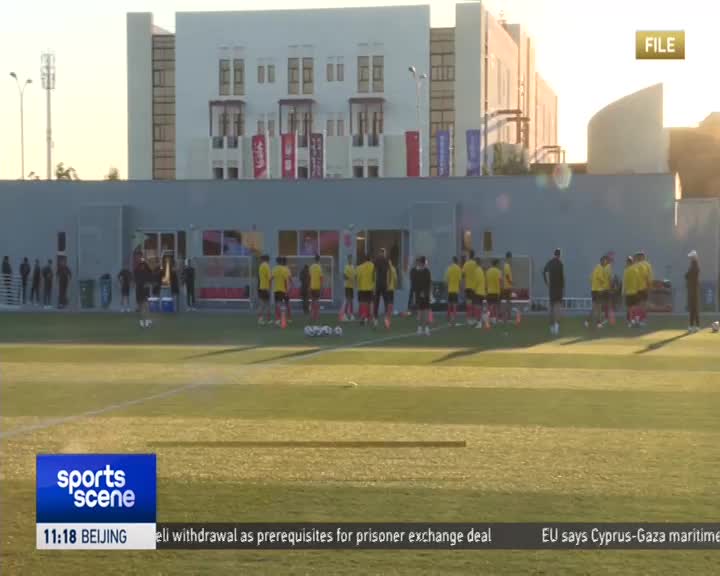 FILE
sports
scene
11:18 BEIJING
eli withdrawal as prerequisites for prisoner exchange deal EU says Cyprus-Gaza maritime